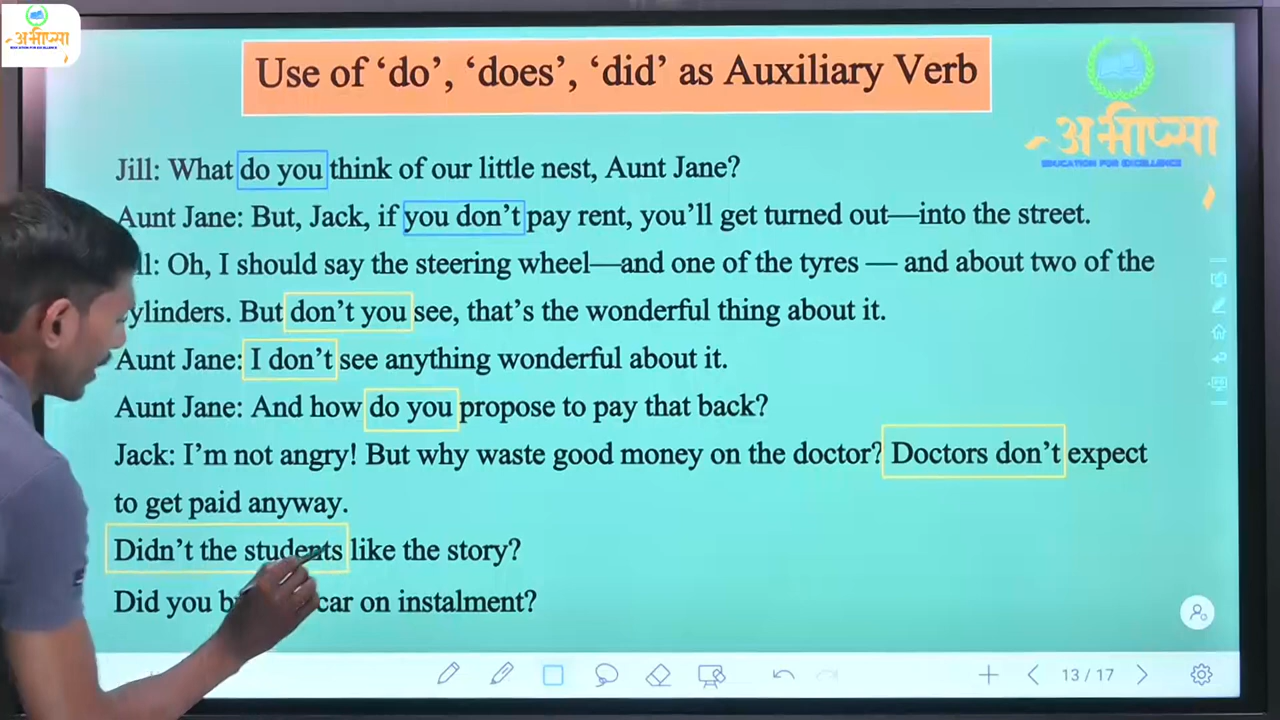 अभीप्सा
EDUCATION FOR EXCELLENCE
Use of ‘do’, ‘does’, ‘did’ as Auxiliary Verb
अभीप्सा
EDUCATION FOR EXCELLENCE
Jill: What do you think of our little nest, Aunt Jane?
Aunt Jane: But, Jack, if you don’t pay rent, you’ll get turned out—into the street.
Oh, I should say the steering wheel—and one of the tyres — and about two of the
But don’t you see, that’s the wonderful thing about it.
Aunt Jane: I don’t see anything wonderful about it.
Aunt Jane: And how do you propose to pay that back?
Jack: I’m not angry! But why waste good money on the doctor? Doctors don’t expect
to get paid anyway.
Didn’t the students like the story?
Did you car on instalment?
13 / 17